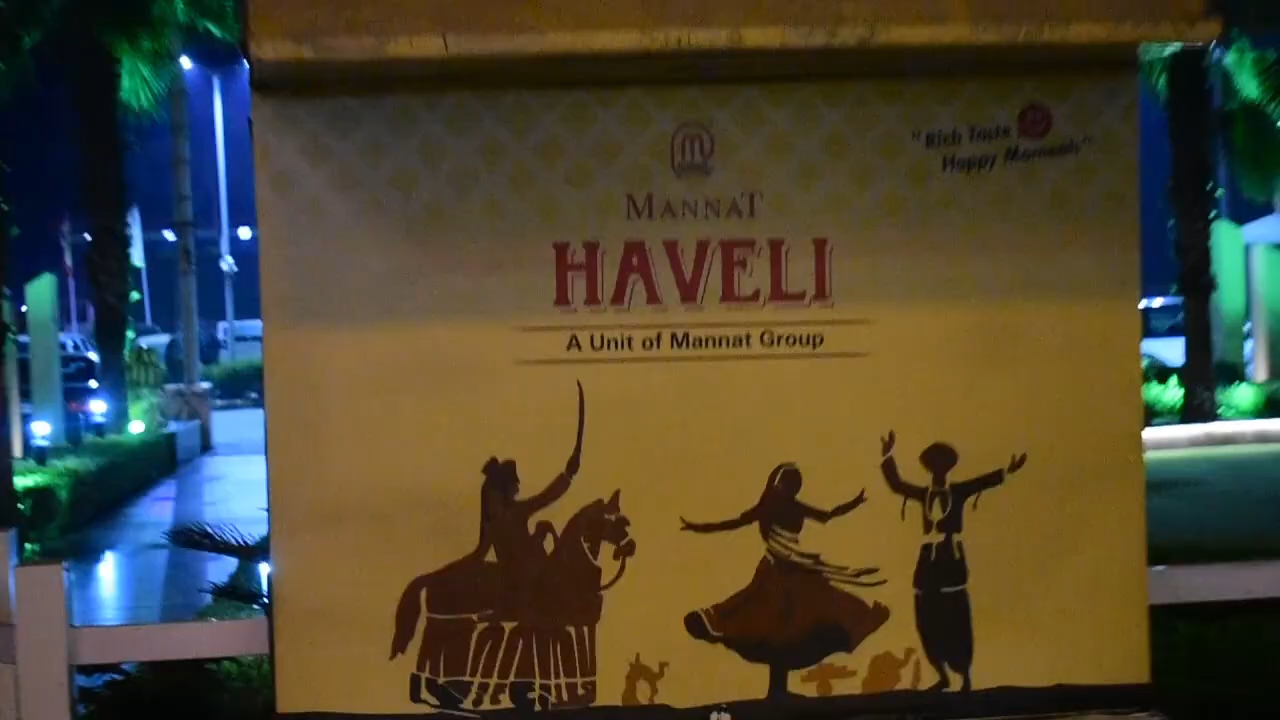 "Rich Taste
Happy Moments"
m
MANNAT
HAVELI
A Unit of Mannat Group